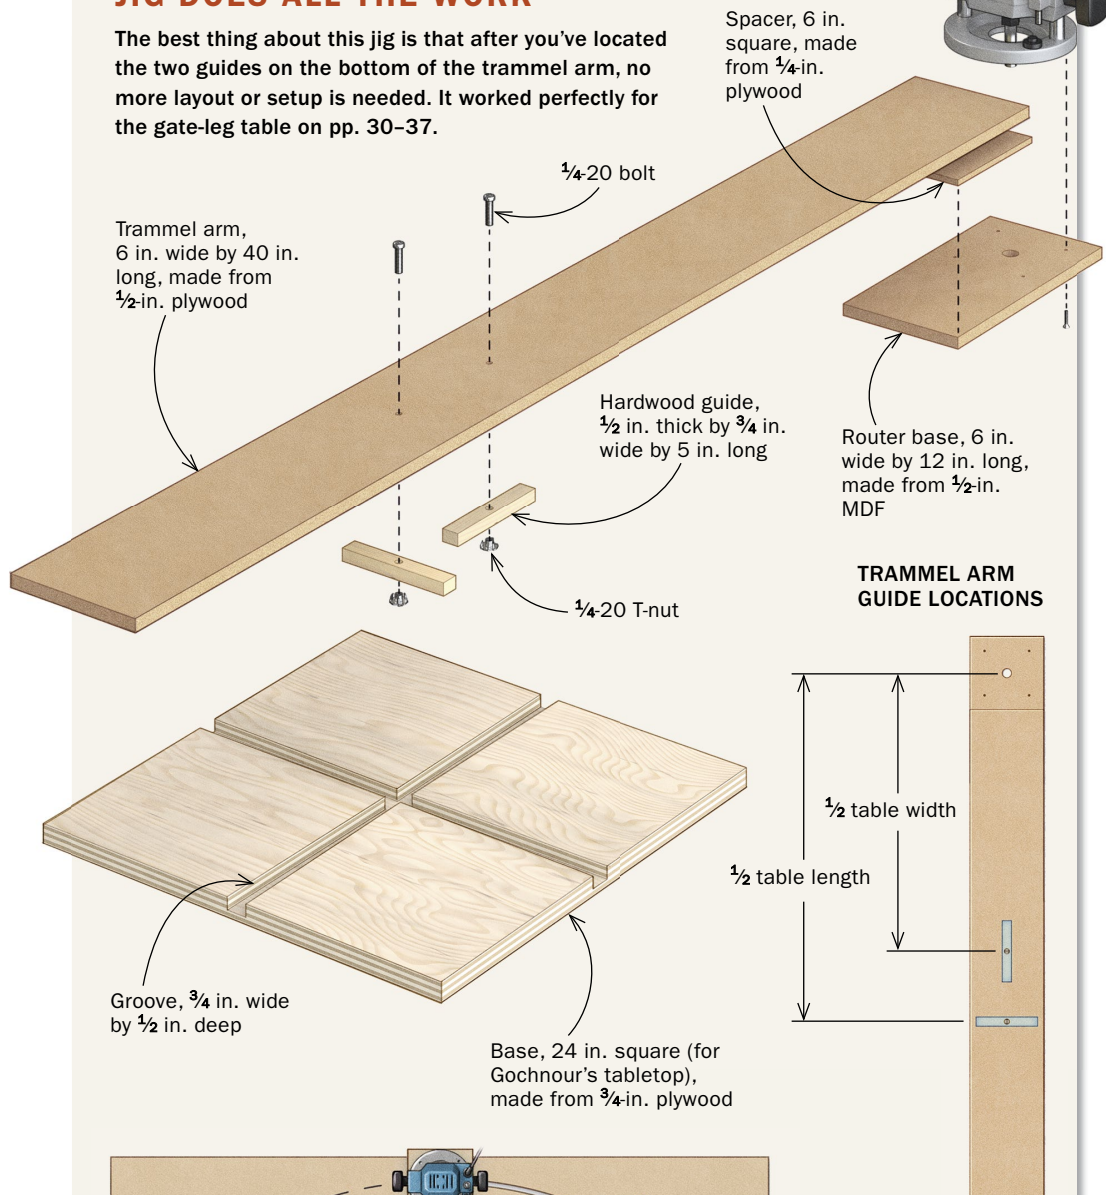 JIG DOES ALL THE WORK
The best thing about this jig is that after you’ve located
the two guides on the bottom of the trammel arm, no
more layout or setup is needed. It worked perfectly for
the gate-leg table on pp. 30–37.
Spacer, 6 in.
square, made
from 1⁄4-in.
plywood
1⁄4-20 bolt
Trammel arm,
6 in. wide by 40 in.
long, made from
1⁄2-in. plywood
Hardwood guide,
1⁄2 in. thick by 3⁄4 in.
wide by 5 in. long
Router base, 6 in.
wide by 12 in. long,
made from 1⁄2-in.
MDF
1⁄4-20 T-nut
TRAMMEL ARM
GUIDE LOCATIONS
1⁄2 table width
1⁄2 table length
Groove, 3⁄4 in. wide
by 1⁄2 in. deep
Base, 24 in. square (for
Gochnour’s tabletop),
made from 3⁄4-in. plywood